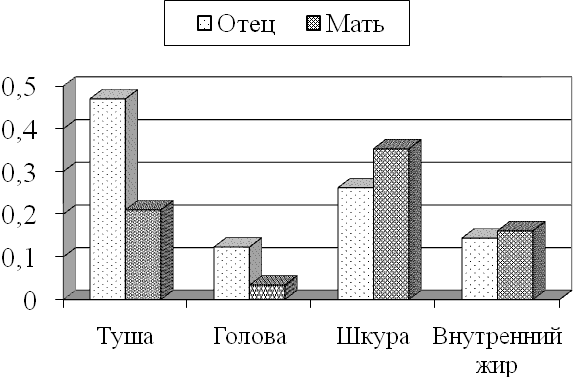 Отец Мать
0,5
0,4
0,3
0,2
0,1
0
Туша Голова Шкура Внутренний
жир